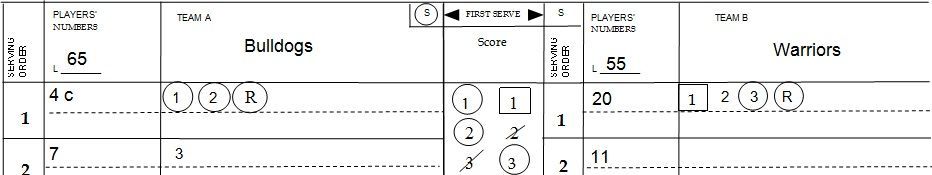 PLAYERS' NUMBERS TEAM A S FIRST SERVE S PLAYERS' NUMBERS TEAM B
SERVING ORDER L 65 Bulldogs Score SERVING ORDER L 55 Warriors
1 4 c 1 2 R 1 1 1 20 1 2 3 R
2 2
2 7 3 3 3 2 11